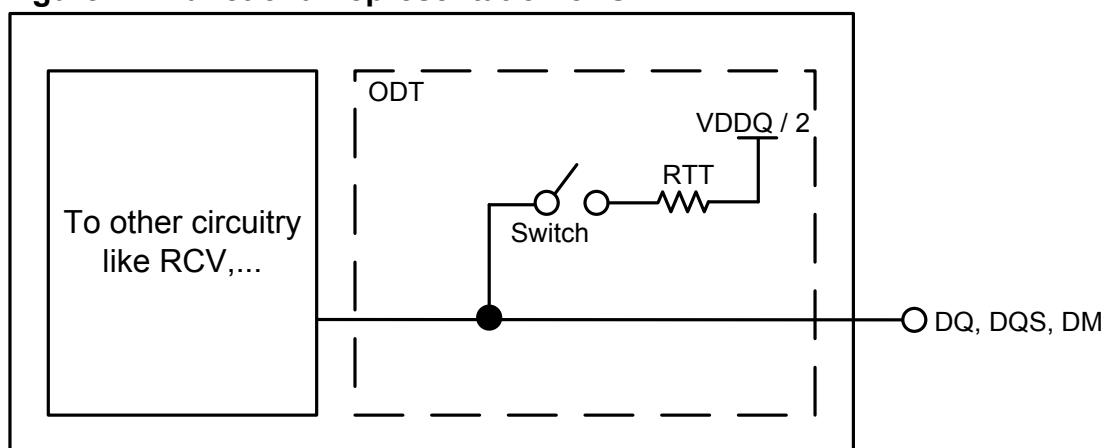 ODT
VDDQ / 2
RTT
Switch
To other circuitry
like RCV,...
DQ, DQS, DM